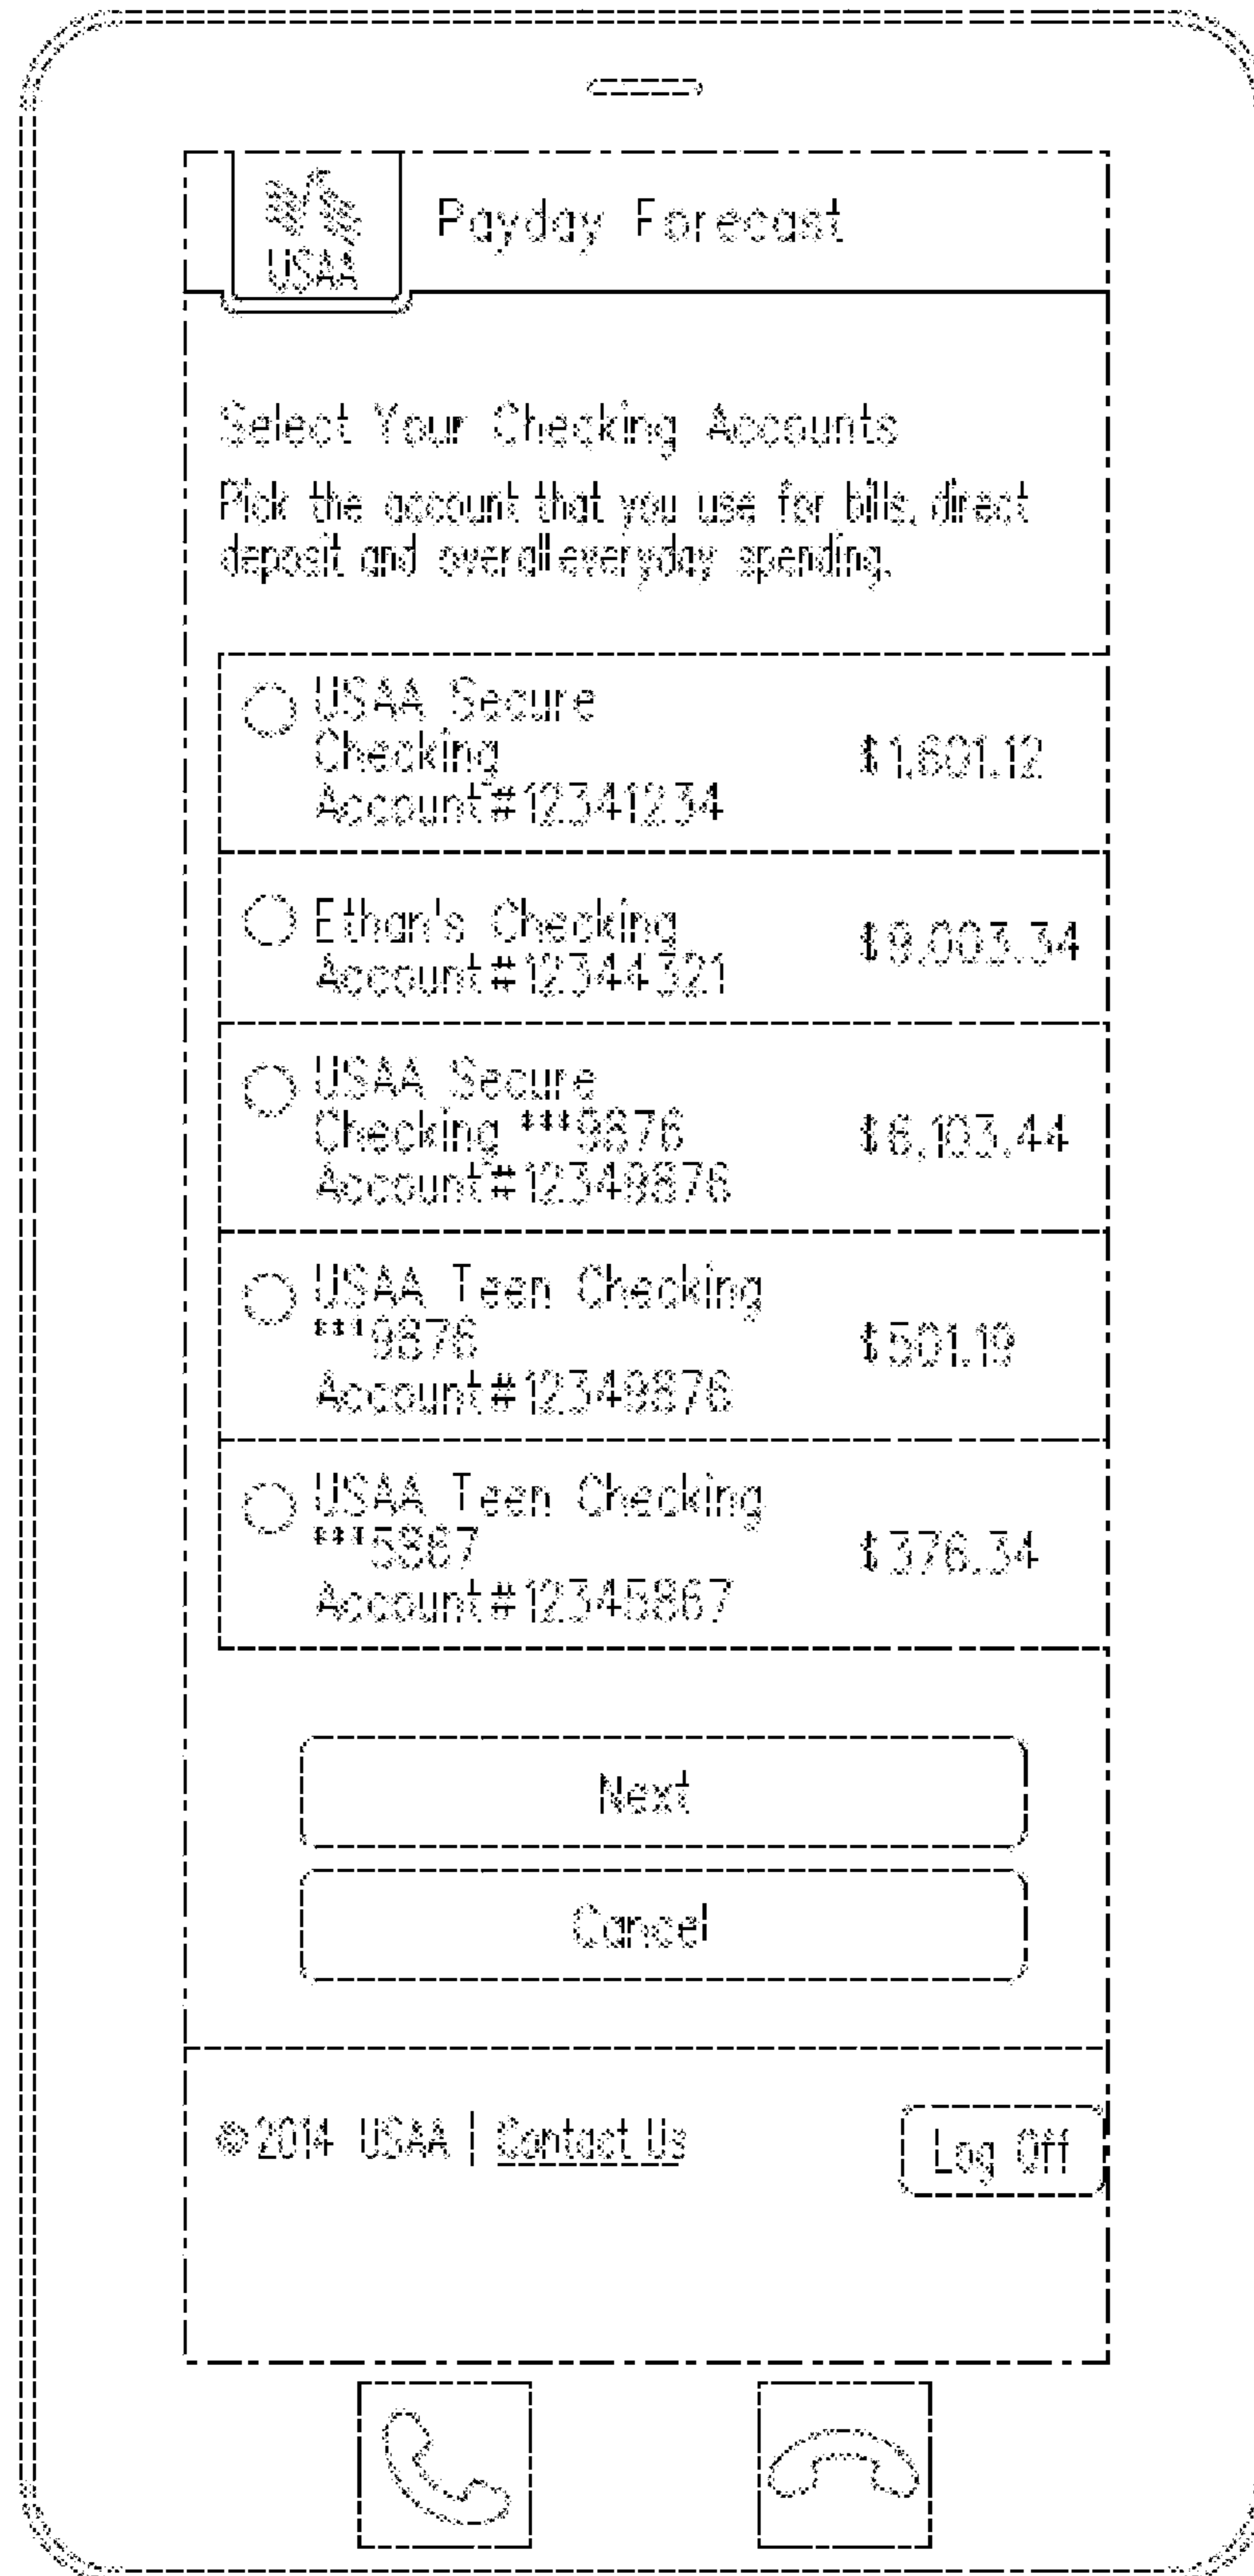 USAA
Payday Forecast
Select Your Checking Accounts
Pick the account that you use for bills, direct
deposit and overall everyday spending.
USAA Secure
Checking
Account#12341234
$1,601.12
Ethan's Checking
Account#12344321
$9,003.34
USAA Secure
Checking ***9876
Account#12349876
$6,103.44
USAA Teen Checking
***9876
Account#12349876
$501.19
USAA Teen Checking
***5867
Account#12345867
$376.34
Next
Cancel
©2014 USAA | Contact Us
Log Off